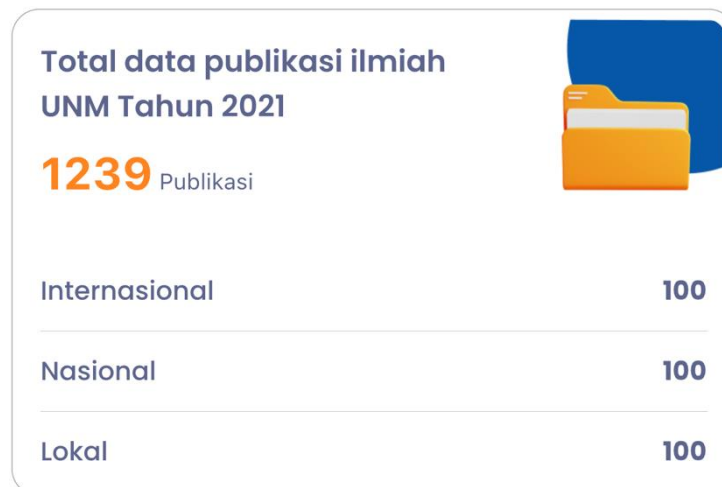 Total data publikasi ilmiah
UNM Tahun 2021
1239 Publikasi
Internasional 100
Nasional 100
Lokal 100